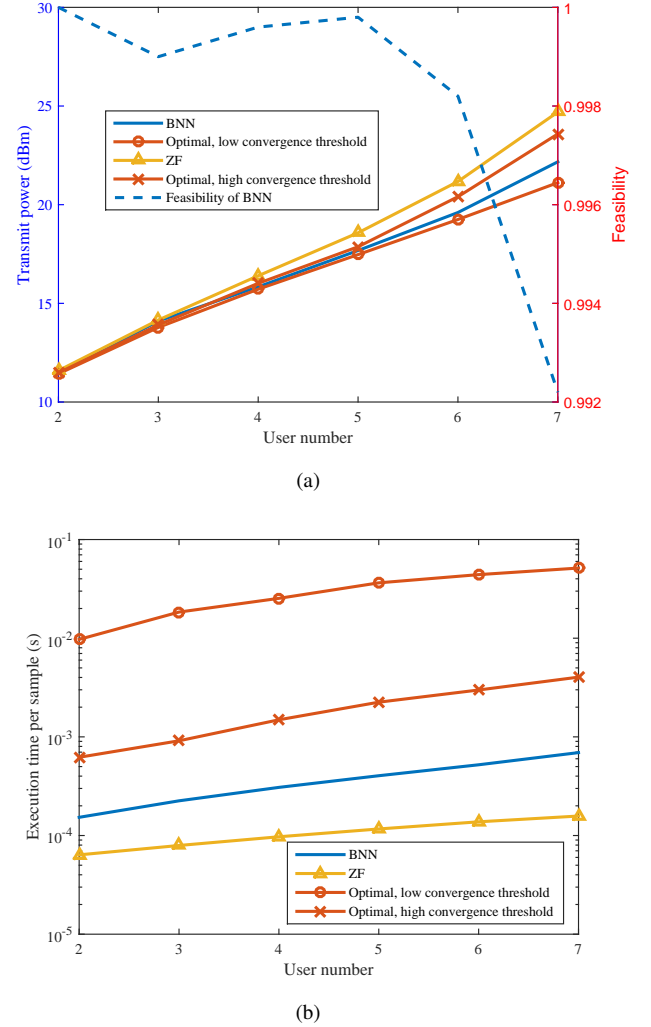 30
25
20
15
10
Transmit power (dBm)
1
0.998
0.996
0.994
0.992
Feasibility
BNN
Optimal, low convergence threshold
ZF
Optimal, high convergence threshold
Feasibility of BNN
2 3 4 5 6 7
User number
(a)
10^-1
10^-2
10^-3
10^-4
10^-5
Execution time per sample (s)
BNN
ZF
Optimal, low convergence threshold
Optimal, high convergence threshold
2 3 4 5 6 7
User number
(b)